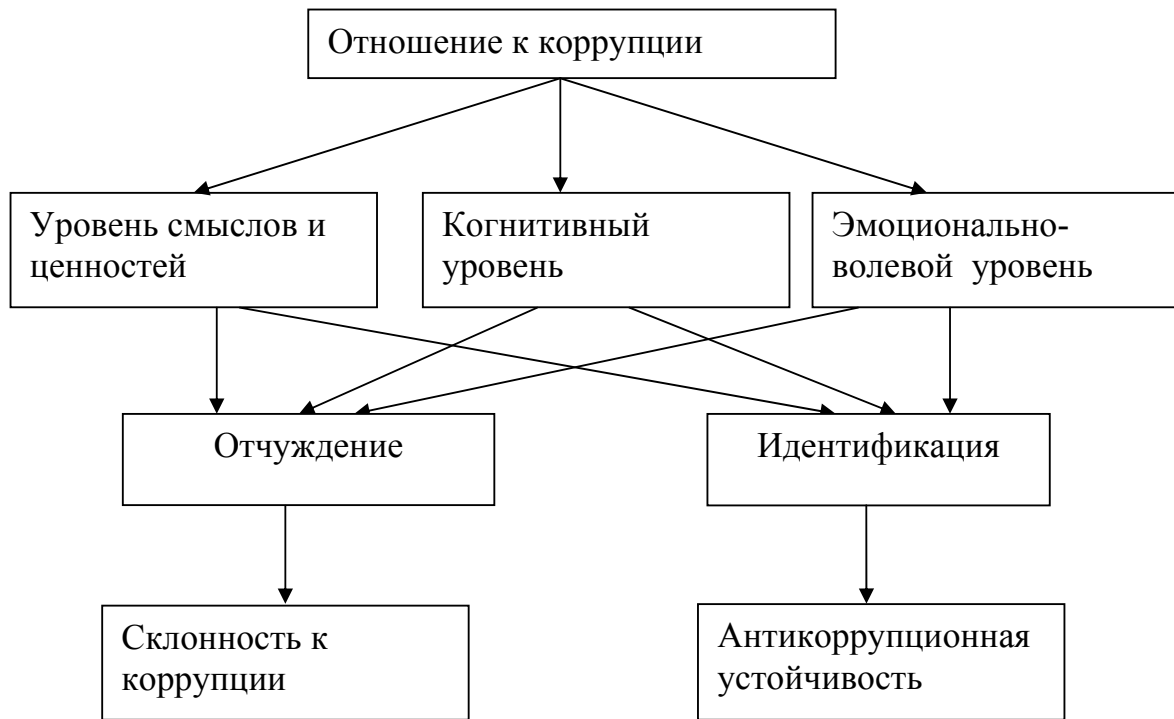 Отношение к коррупции
Уровень смыслов и
ценностей
Когнитивный
уровень
Эмоционально-
волевой уровень
Отчуждение
Идентификация
Склонность к
коррупции
Антикоррупционная
устойчивость